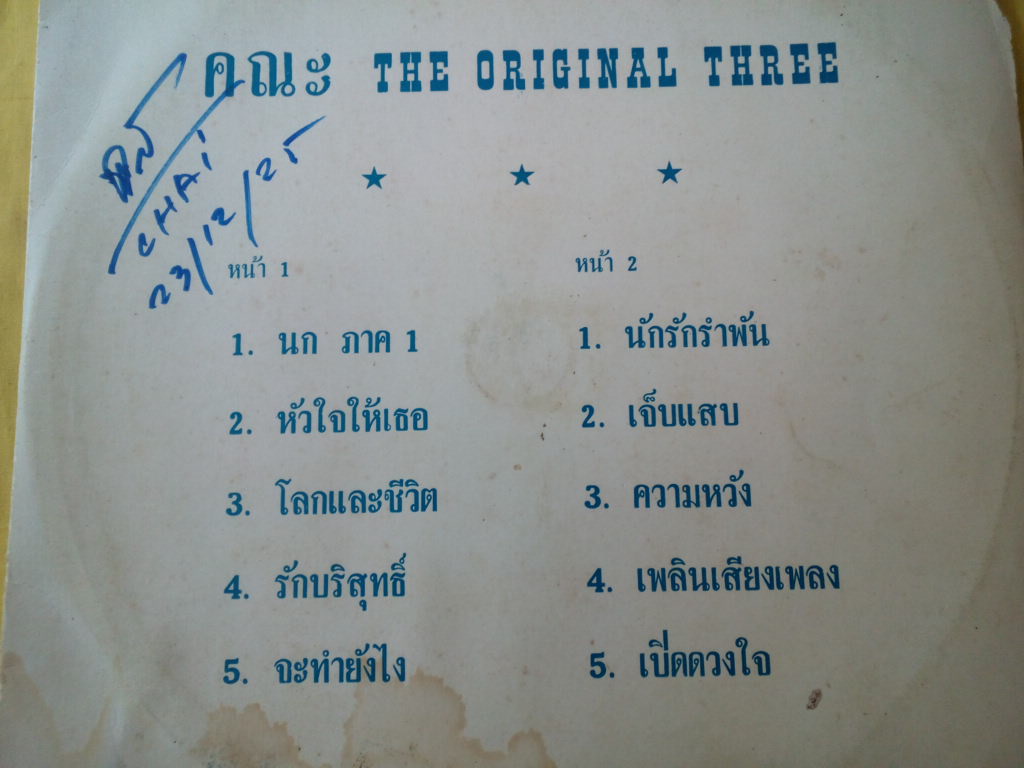 คณะ THE ORIGINAL THREE
CHAI
23/12/25
หน้า 1
1. นก ภาค 1
2. หัวใจให้เธอ
3. โลกและชีวิต
4. รักบริสุทธิ์
5. จะทำยังไง
หน้า 2
1. นักรักรำพัน
2. เจ็บแสบ
3. ความหวัง
4. เพลินเสียงเพลง
5. เปิดดวงใจ